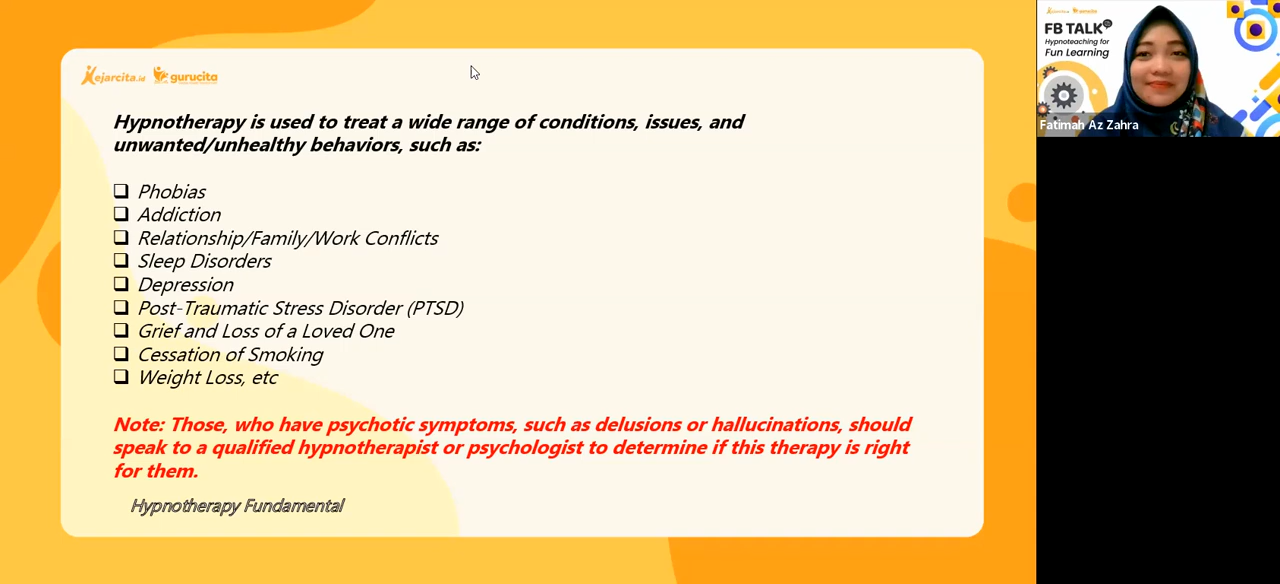 Kejarcita.id gurucita
Hypnotherapy is used to treat a wide range of conditions, issues, and
unwanted/unhealthy behaviors, such as:
Phobias
Addiction
Relationship/Family/Work Conflicts
Sleep Disorders
Depression
Post-Traumatic Stress Disorder (PTSD)
Grief and Loss of a Loved One
Cessation of Smoking
Weight Loss, etc
Note: Those, who have psychotic symptoms, such as delusions or hallucinations, should
speak to a qualified hypnotherapist or psychologist to determine if this therapy is right
for them.
Hypnotherapy Fundamental
FB TALK
Hypnoteaching for
Fun Learning
Fatimah Az Zahra